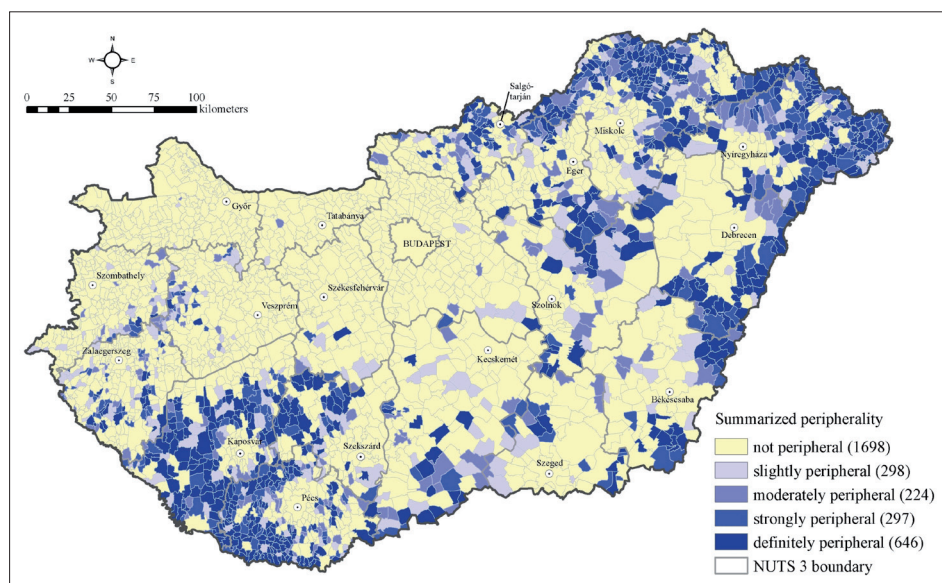 N
W E
S
0 25 50 75 100
kilometers
Salgó-
tarján
Miskolc
Nyíregyháza
Eger
Győr
Tatabánya
Debrecen
BUDAPEST
Szombathely
Székesfehérvár
Szolnok
Veszprém
Zalaegerszeg
Kecskemét
Békéscsaba
Kaposvár
Szekszárd
Szeged
Pécs
Summarized peripherality
not peripheral (1698)
slightly peripheral (298)
moderately peripheral (224)
strongly peripheral (297)
definitely peripheral (646)
NUTS 3 boundary